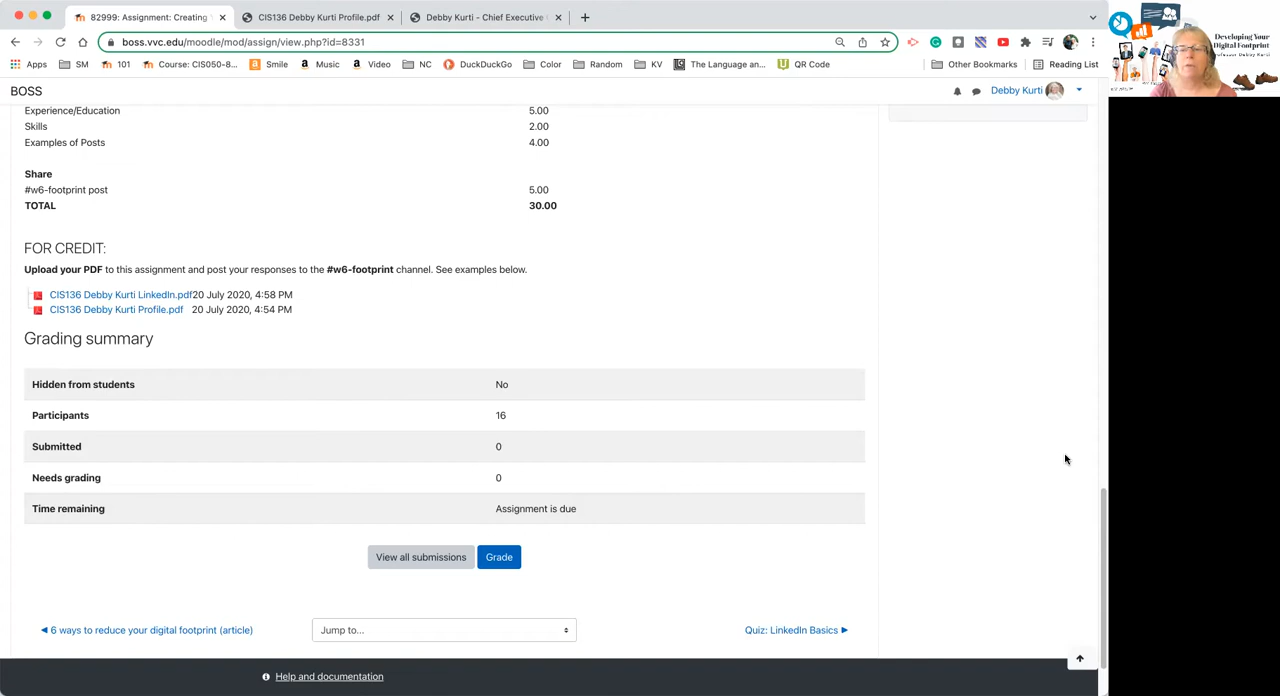 82999: Assignment: Creating
CIS136 Debby Kurti Profile.pdf
Debby Kurti - Chief Executive
boss.vvc.edu/moodle/mod/assign/view.php?id=8331
Apps SM 101 Course: CIS050-8... Smile Music Video NC DuckDuckGo Color Random KV The Language an... QR Code Other Bookmarks Reading List
Developing Your
Digital Footprint
BOSS
Debby Kurti
Experience/Education 5.00
Skills 2.00
Examples of Posts 4.00
Share
#w6-footprint post 5.00
TOTAL 30.00
FOR CREDIT:
Upload your PDF to this assignment and post your responses to the #w6-footprint channel. See examples below.
CIS136 Debby Kurti LinkedIn.pdf 20 July 2020, 4:58 PM
CIS136 Debby Kurti Profile.pdf 20 July 2020, 4:54 PM
Grading summary
Hidden from students No
Participants 16
Submitted 0
Needs grading 0
Time remaining Assignment is due
View all submissions Grade
◀ 6 ways to reduce your digital footprint (article) Jump to... Quiz: LinkedIn Basics ▶
Help and documentation